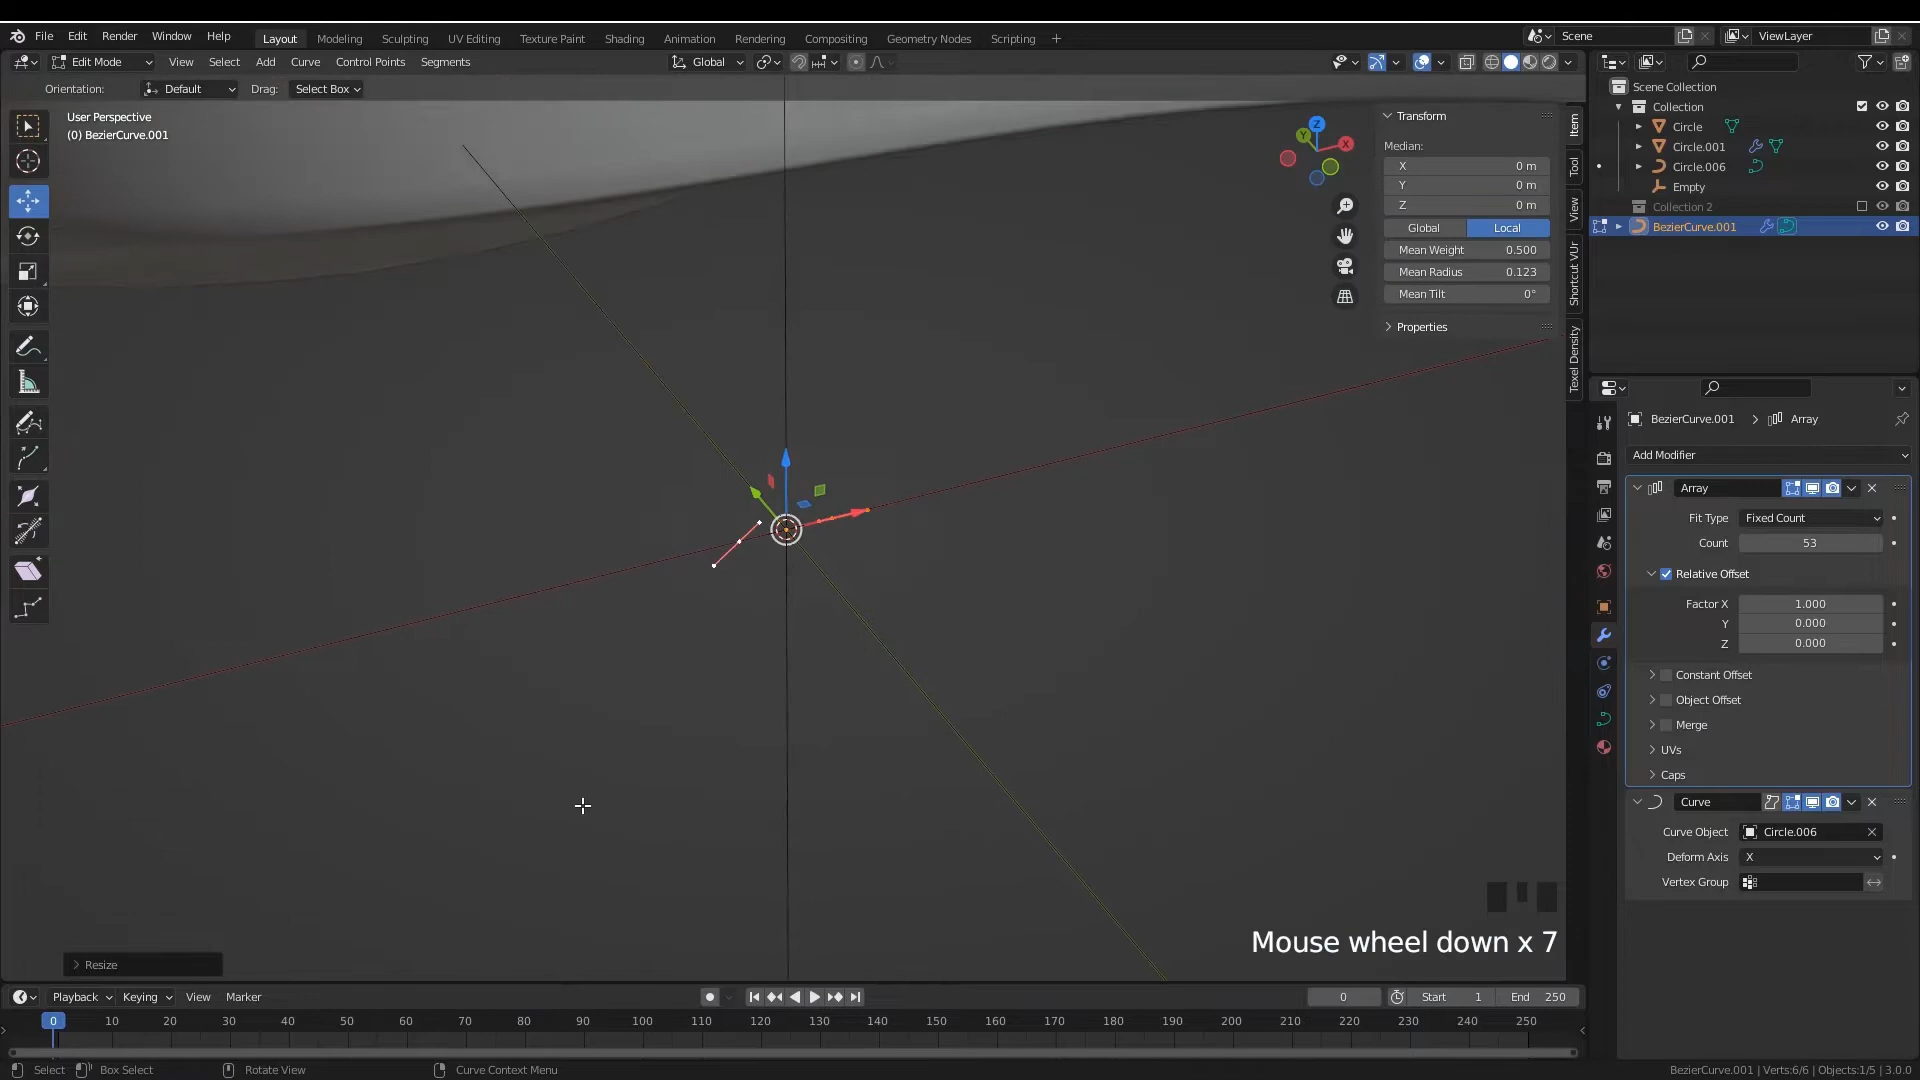 File Edit Render Window Help Layout Modeling Sculpting UV Editing Texture Paint Shading Animation Rendering Compositing Geometry Nodes Scripting + Scene ViewLayer
Edit Mode View Select Add Curve Control Points Segments Global
Orientation: Default Drag: Select Box
User Perspective
(0) BezierCurve.001
Z
Y
X
Transform
Median:
X 0 m
Y 0 m
Z 0 m
Global Local
Mean Weight 0.500
Mean Radius 0.123
Mean Tilt 0°
Properties
Item
Tool
View
Shortcut VUr
Texel Density
Scene Collection
Collection
Circle
Circle.001
Circle.006
Empty
Collection 2
BezierCurve.001
BezierCurve.001 > Array
Add Modifier
Array
Fit Type Fixed Count
Count 53
Relative Offset
Factor X 1.000
Y 0.000
Z 0.000
Constant Offset
Object Offset
Merge
UVs
Caps
Curve
Curve Object Circle.006
Deform Axis X
Vertex Group
Mouse wheel down x 7
Resize
Playback Keying View Marker 0 Start 1 End 250
0 10 20 30 40 50 60 70 80 90 100 110 120 130 140 150 160 170 180 190 200 210 220 230 240 250
Select Box Select Rotate View Curve Context Menu BezierCurve.001 | Verts:6/6 | Objects:1/5 | 3.0.0